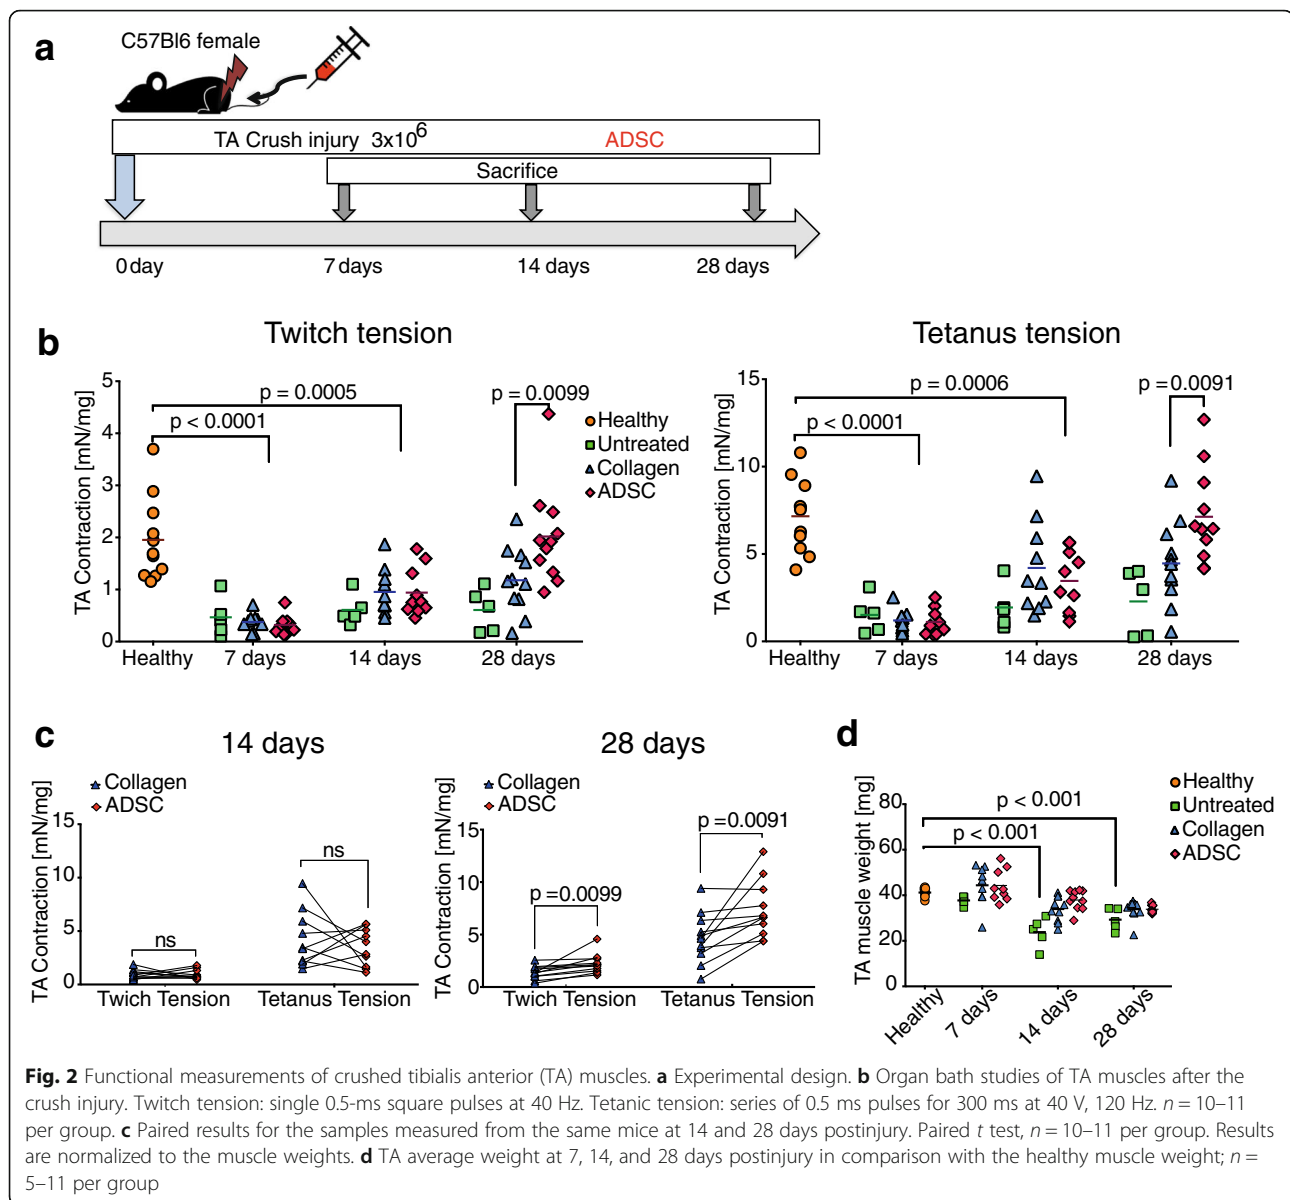 a
C57Bl6 female
TA Crush injury 3x10^6 ADSC
Sacrifice
0 day 7 days 14 days 28 days
b
Twitch tension
TA Contraction [mN/mg]
5
4
3
2
1
0
p = 0.0005
p < 0.0001
p = 0.0099
Healthy
Untreated
Collagen
ADSC
Healthy 7 days 14 days 28 days
Tetanus tension
TA Contraction [mN/mg]
15
10
5
0
p = 0.0006
p < 0.0001
p =0.0091
Healthy 7 days 14 days 28 days
c
14 days
Collagen
ADSC
TA Contraction [mN/mg]
15
10
5
0
ns
ns
Twich Tension Tetanus Tension
28 days
Collagen
ADSC
TA Contraction [mN/mg]
15
10
5
0
p =0.0099
p =0.0091
Twich Tension Tetanus Tension
d
TA muscle weight [mg]
80
60
40
20
0
p < 0.001
p < 0.001
Healthy
Untreated
Collagen
ADSC
Healthy 7 days 14 days 28 days
Fig. 2 Functional measurements of crushed tibialis anterior (TA) muscles. a Experimental design. b Organ bath studies of TA muscles after the
crush injury. Twitch tension: single 0.5-ms square pulses at 40 Hz. Tetanic tension: series of 0.5 ms pulses for 300 ms at 40 V, 120 Hz. n = 10–11
per group. c Paired results for the samples measured from the same mice at 14 and 28 days postinjury. Paired t test, n = 10–11 per group. Results
are normalized to the muscle weights. d TA average weight at 7, 14, and 28 days postinjury in comparison with the healthy muscle weight; n =
5–11 per group